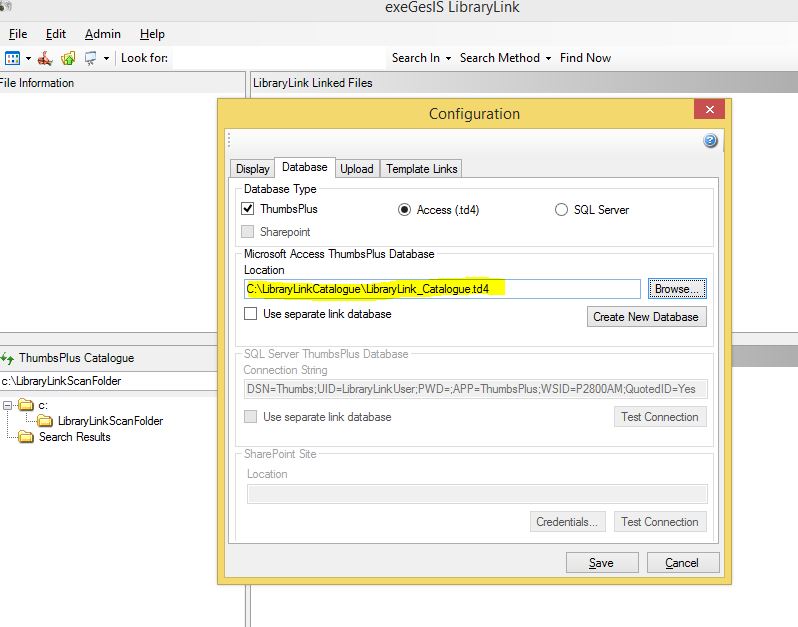 exeGesIS LibraryLink
File Edit Admin Help
Look for: Search In Search Method Find Now
File Information
LibraryLink Linked Files
Configuration
Display Database Upload Template Links
Database Type
ThumbsPlus Access (.td4) SQL Server
Sharepoint
Microsoft Access ThumbsPlus Database
Location
C:\LibraryLinkCatalogue\LibraryLink_Catalogue.td4 Browse...
Use separate link database
Create New Database
SQL Server ThumbsPlus Database
Connection String
DSN=Thumbs;UID=LibraryLinkUser;PWD=;APP=ThumbsPlus;WSID=P2800AM;QuotedID=Yes
Use separate link database Test Connection
SharePoint Site
Location
Credentials... Test Connection
Save Cancel
ThumbsPlus Catalogue
c:\LibraryLinkScanFolder
c:
LibraryLinkScanFolder
Search Results